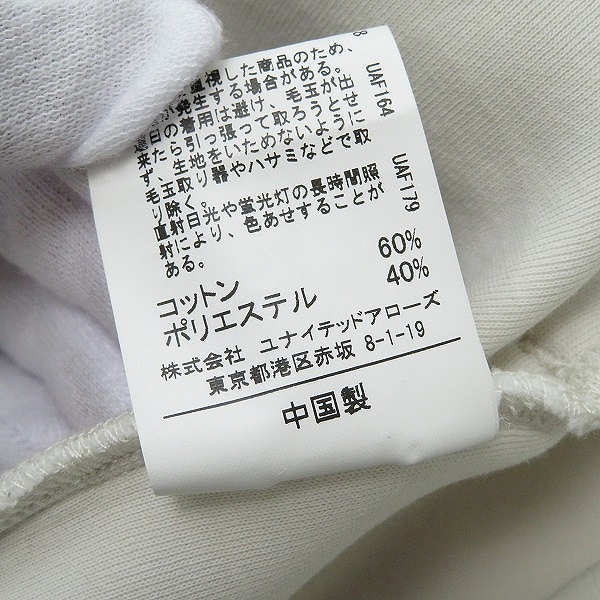 視した商品のため、
発生する場合がある。
日の着用は避け、毛玉が出
来たら引っ張って取ろうとせ
ず、生地をいためないように
毛玉取り器やハサミなどで取
り除く。
直射日光や蛍光灯の長時間照
射により、色あせすることが
ある。
コットン 60%
ポリエステル 40%
株式会社 ユナイテッドアローズ
東京都港区赤坂 8-1-19
中国製
8 UAF164 UAF179